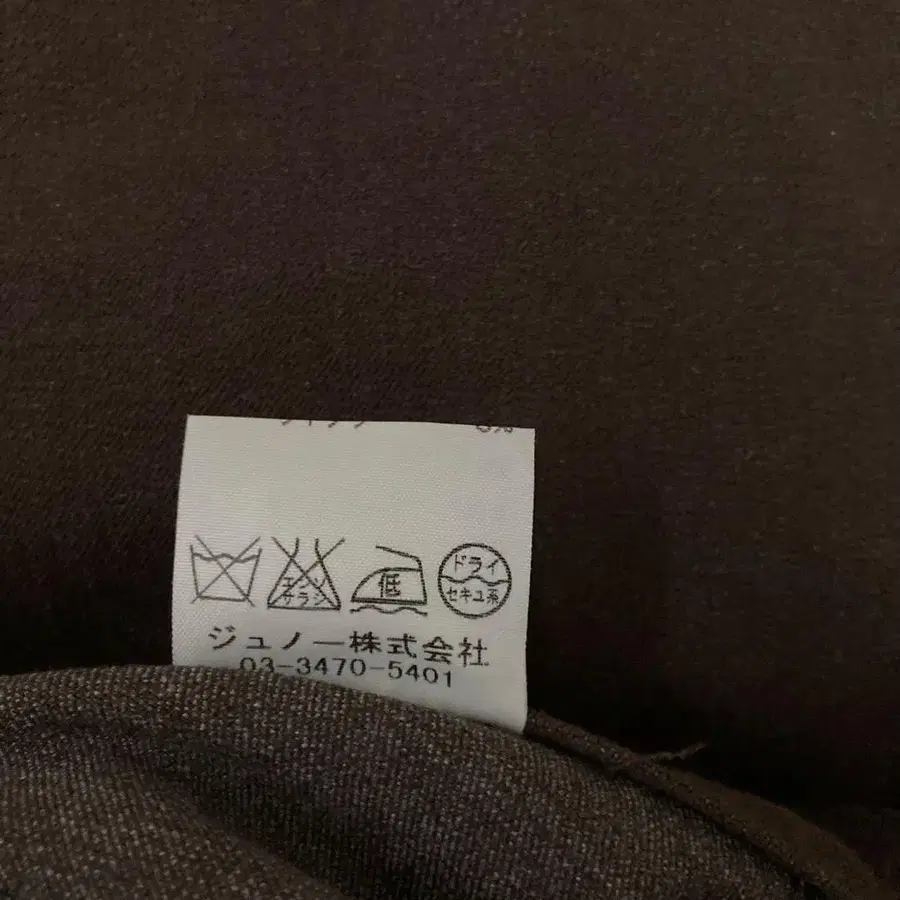 低
ドライ
セキユ系
エンソ
サラシ
ジュノー株式会社
03-3470-5401